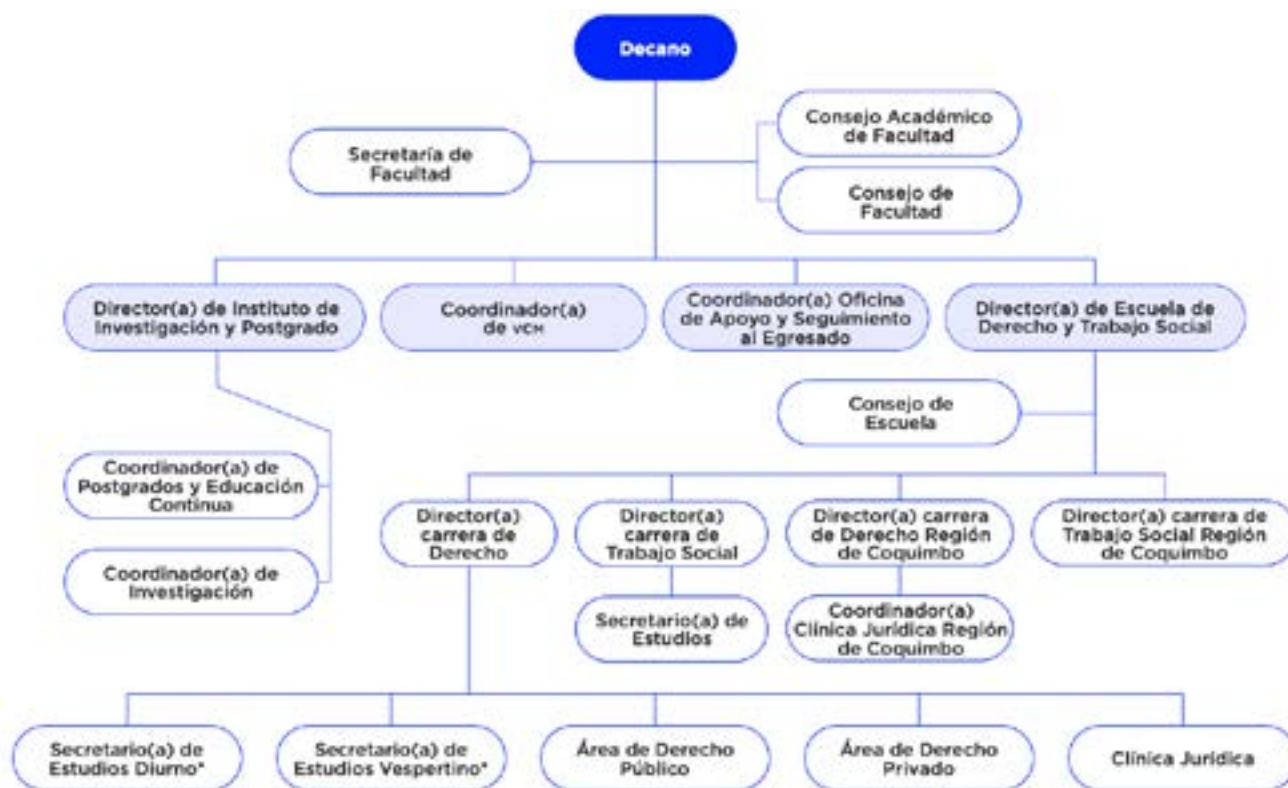 Decano
Consejo Académico
de Facultad
Secretaría de
Facultad
Consejo de
Facultad
Director(a) de Instituto de
Investigación y Postgrado
Coordinador(a)
de VCM
Coordinador(a) Oficina
de Apoyo y Seguimiento
al Egresado
Director(a) de Escuela de
Derecho y Trabajo Social
Consejo de
Escuela
Coordinador(a) de
Postgrados y Educación
Continua
Coordinador(a) de
Investigación
Director(a)
carrera de
Derecho
Director(a)
carrera de
Trabajo Social
Director(a) carrera
de Derecho Región
de Coquimbo
Director(a) carrera de
Trabajo Social Región
de Coquimbo
Secretario(a) de
Estudios
Coordinador(a)
Clínica Jurídica Región
de Coquimbo
Secretario(a) de
Estudios Diurno*
Secretario(a) de
Estudios Vespertino*
Área de Derecho
Público
Área de Derecho
Privado
Clínica Jurídica